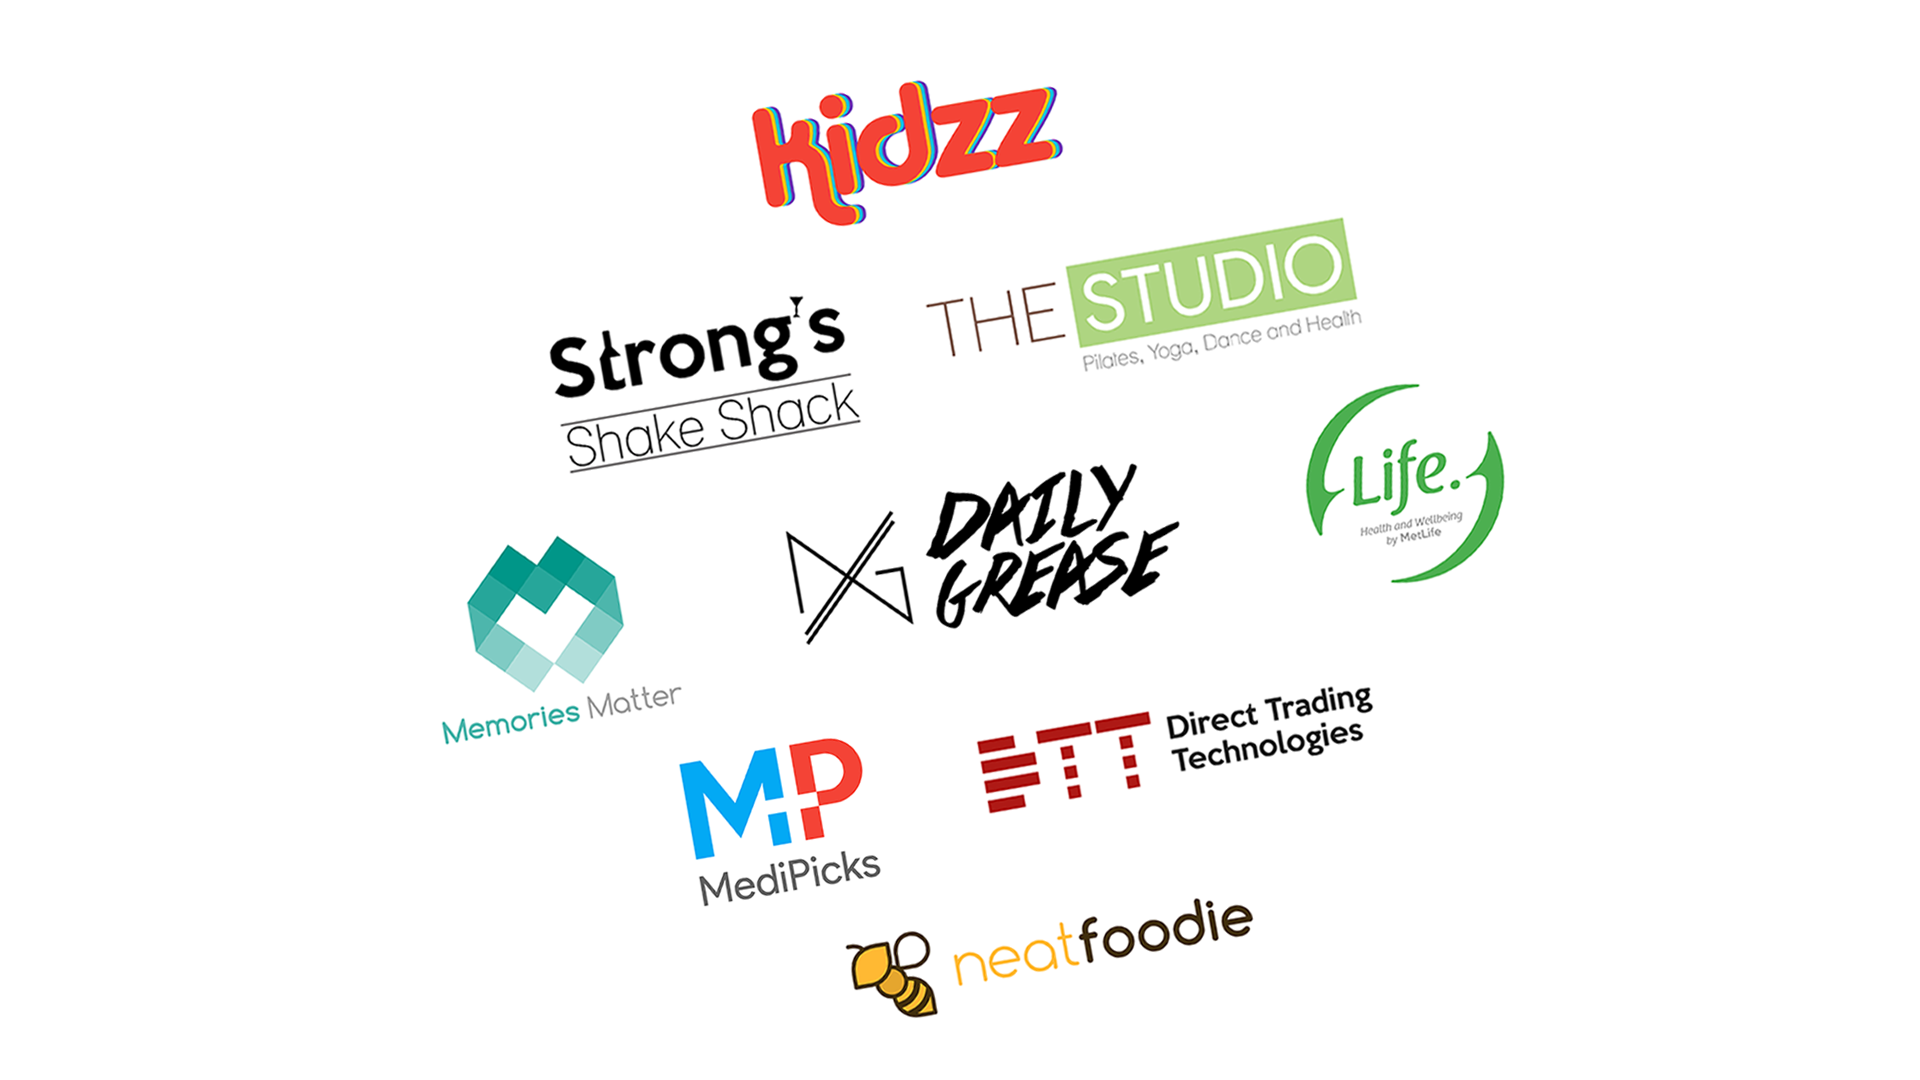 kidzz
THE STUDIO
Pilates, Yoga, Dance and Health
Strong's
Shake Shack
Life.
Health and Wellbeing
by MetLife
DAILY
GREASE
Memories Matter
DTT
Direct Trading
Technologies
MP
MediPicks
neatfoodie